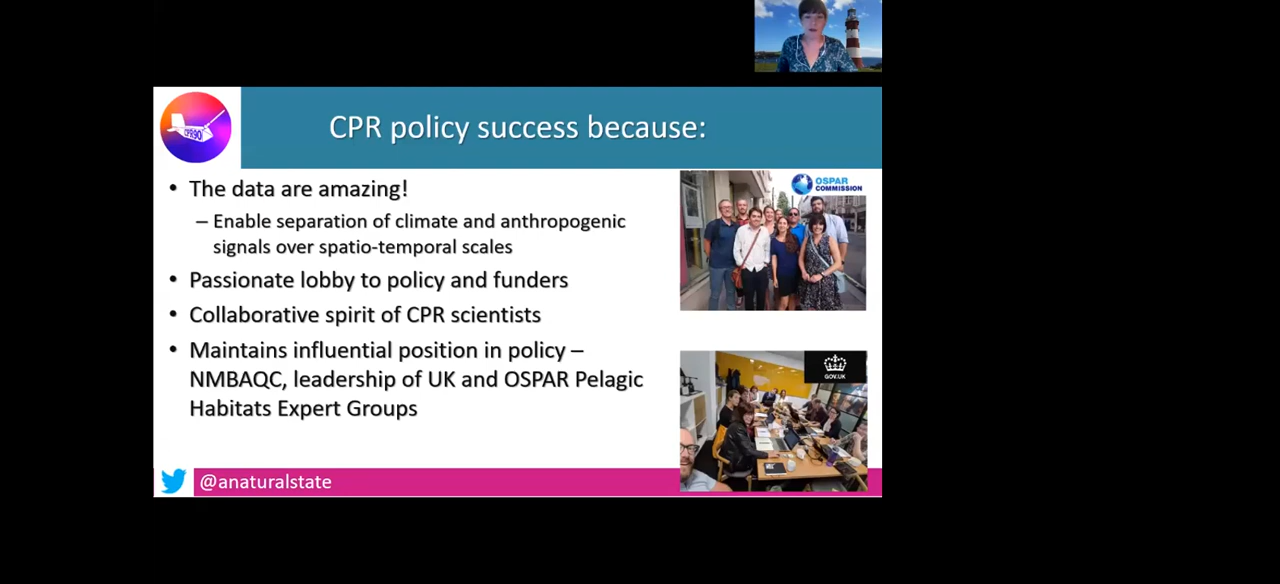 CPR90
CPR policy success because:
• The data are amazing!
– Enable separation of climate and anthropogenic
signals over spatio-temporal scales
• Passionate lobby to policy and funders
• Collaborative spirit of CPR scientists
• Maintains influential position in policy –
NMBAQC, leadership of UK and OSPAR Pelagic
Habitats Expert Groups
OSPAR
COMMISSION
GOV.UK
@anaturalstate